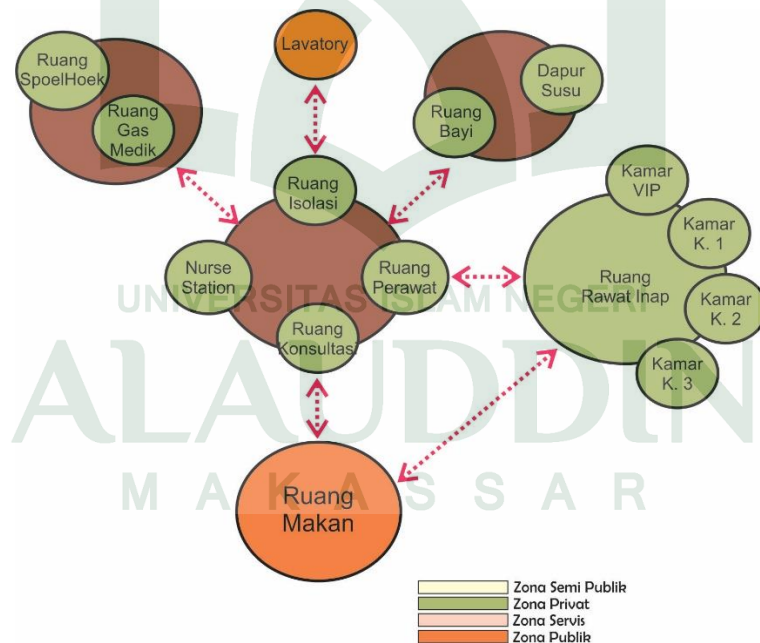 Ruang
SpoelHoek
Ruang
Gas
Medik
Lavatory
Dapur
Susu
Ruang
Bayi
Ruang
Isolasi
Nurse
Station
Ruang
Perawat
Ruang
Konsultasi
Kamar
VIP
Kamar
K. 1
Kamar
K. 2
Kamar
K. 3
Ruang
Rawat Inap
UNIVERSITAS ISLAM NEGERI
ALAUDDIN
MAKASSAR
Ruang
Makan
Zona Semi Publik
Zona Privat
Zona Servis
Zona Publik